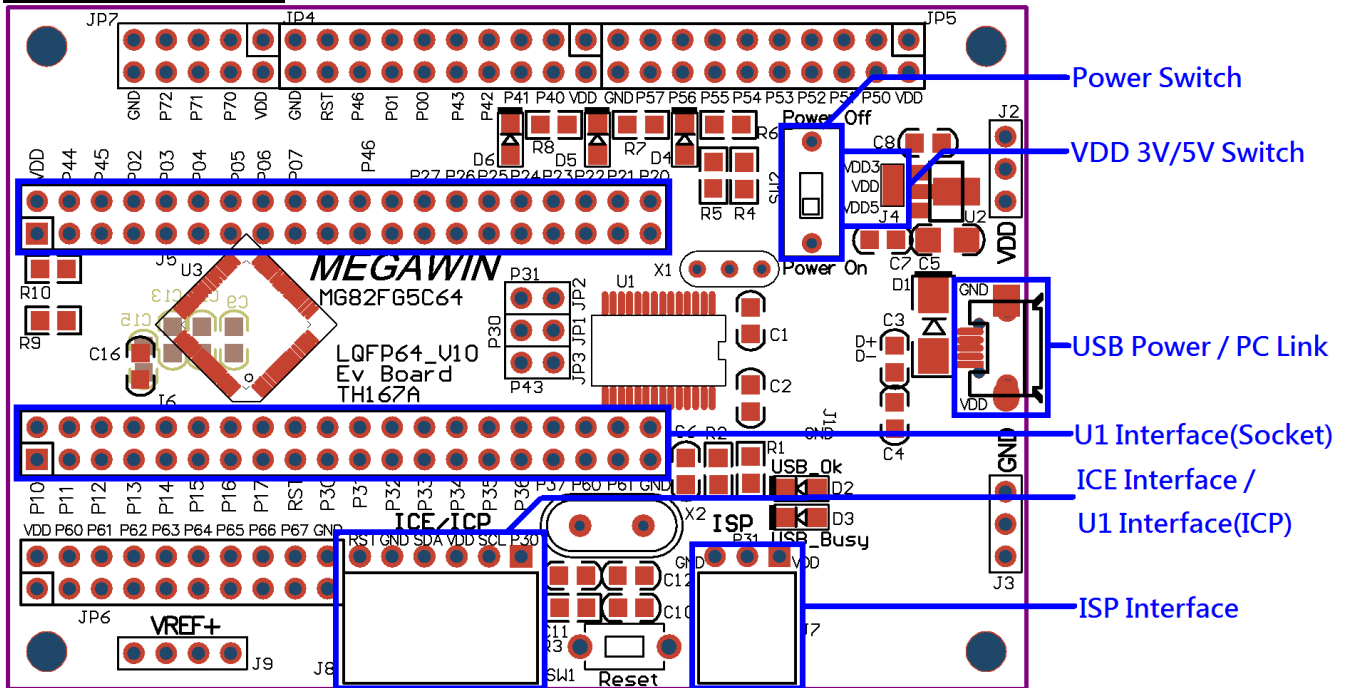 JP7 JP4 JP5
GND P72 P71 P70 VDD GND RST P46 P01 P00 P43 P42 P41 P40 VDD GND P57 P56 P55 P54 P53 P52 P51 P50 VDD
Power Switch
Power Off
D6 R8 D5 R7 D4 R6
C8 J2
VDD 3V/5V Switch
VDD P44 P45 P02 P03 P04 P05 P06 P07 P46 P27 P26 P25 P24 P23 P22 P21 P20
R5 R4 SW2
VDD3
VDD
VDD5
J4 U2
C7 C5 VDD
Power On
J5
U3
X1
R10
R9
C13 C9
C15
C16
J6
MEGAWIN
MG82FG5C64
LQFP64_V10
Ev Board
TH167A
P31 JP2
P30 JP1
P43 JP3
U1
C1
C2
D1
GND
C3
D+
D-
VDD
C4
USB Power / PC Link
J1
GND
U1 Interface(Socket)
C6 R2 R1
GND
USB_Ok
D2
D3
USB_Busy
P10 P11 P12 P13 P14 P15 P16 P17 RST P30 P31 P32 P33 P34 P35 P36 P37 P60 P61 GND
ICE Interface /
U1 Interface(ICP)
VDD P60 P61 P62 P63 P64 P65 P66 P67 GND
ICE/ICP
RST GND SDA VDD SCL P30
X2
ISP
GND P31 VDD
J3
JP6
C12
C10
C11
R3
ISP Interface
VREF+
J9
J8
SW1
Reset
J7